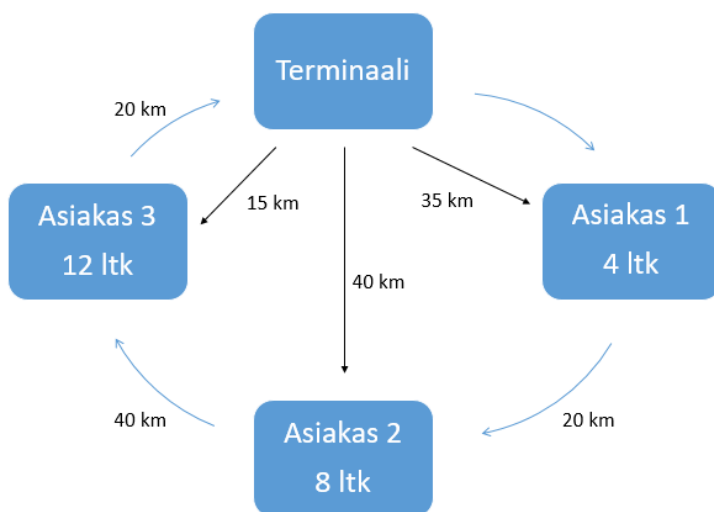 Terminaali
20 km
Asiakas 3
12 ltk
15 km
35 km
Asiakas 1
4 ltk
40 km
40 km
Asiakas 2
8 ltk
20 km